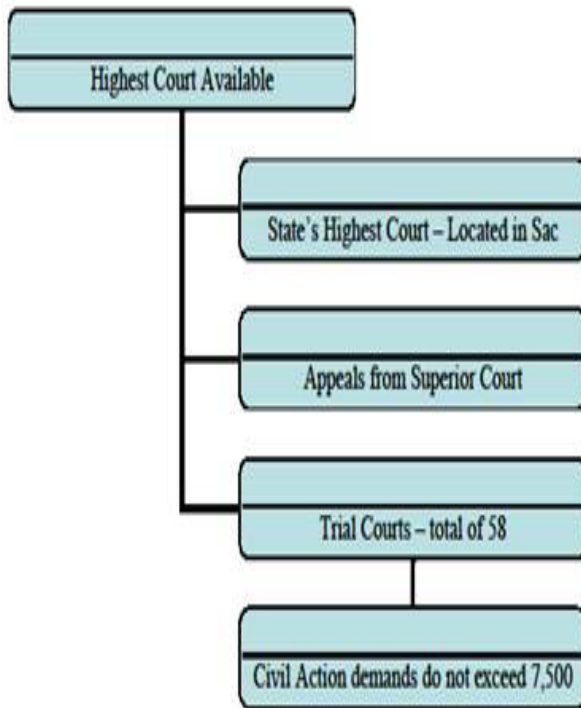 Highest Court Available
State's Highest Court – Located in Sac
Appeals from Superior Court
Trial Courts – total of 58
Civil Action demands do not exceed 7,500